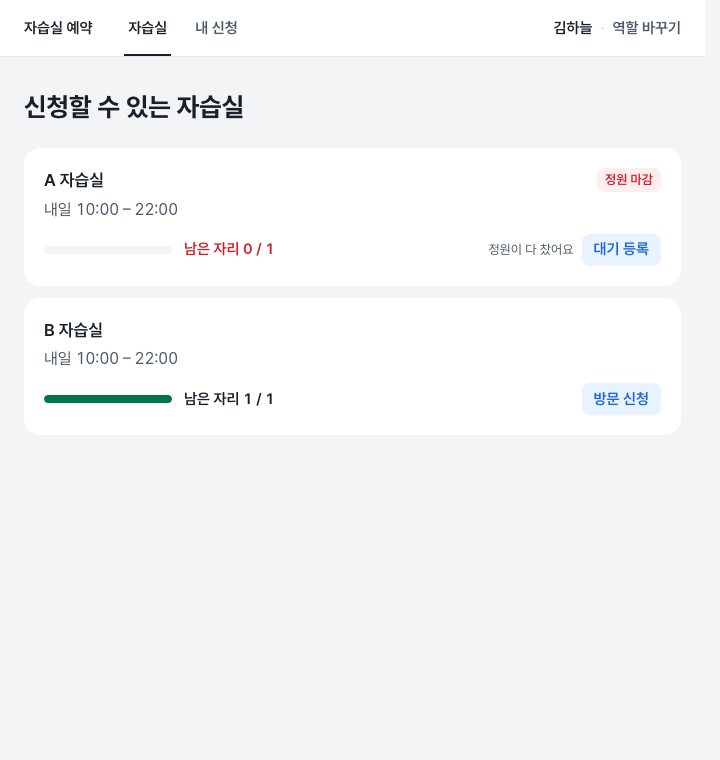 자습실 예약 자습실 내 신청 김하늘 · 역할 바꾸기
신청할 수 있는 자습실
A 자습실 정원 마감
내일 10:00 – 22:00
남은 자리 0 / 1 정원이 다 찼어요 대기 등록
B 자습실
내일 10:00 – 22:00
남은 자리 1 / 1 방문 신청